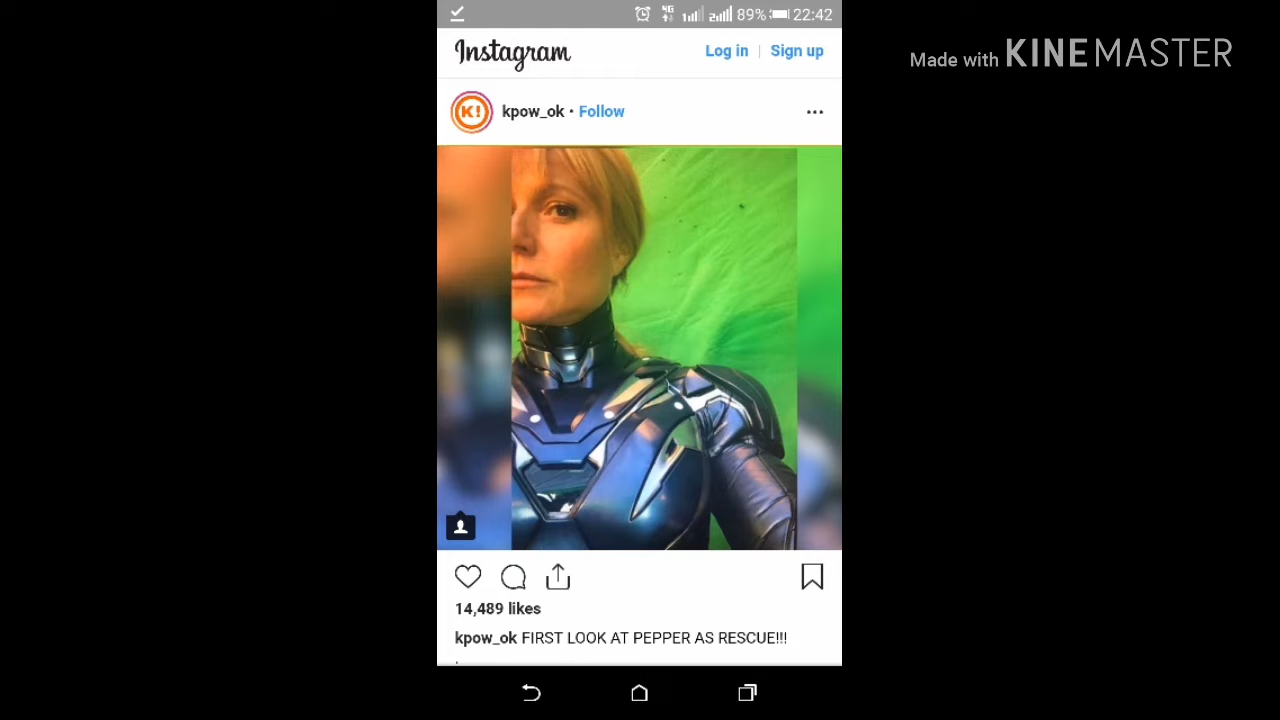 4G 89% 22:42
Instagram Log in | Sign up
Made with KINEMASTER
K! kpow_ok • Follow
14,489 likes
kpow_ok FIRST LOOK AT PEPPER AS RESCUE!!!
.